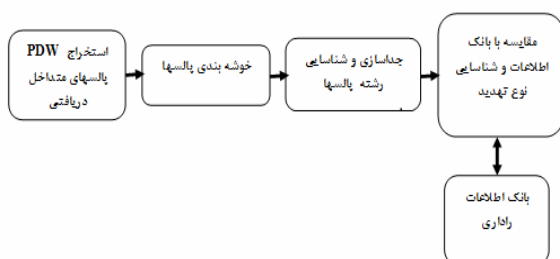 استخراج PDW
پالسهای متداخل
دریافتی
خوشه بندی پالسها
جداسازی و شناسایی
رشته پالسها
مقایسه با بانک
اطلاعات و شناسایی
نوع تهدید
بانک اطلاعات
راداری